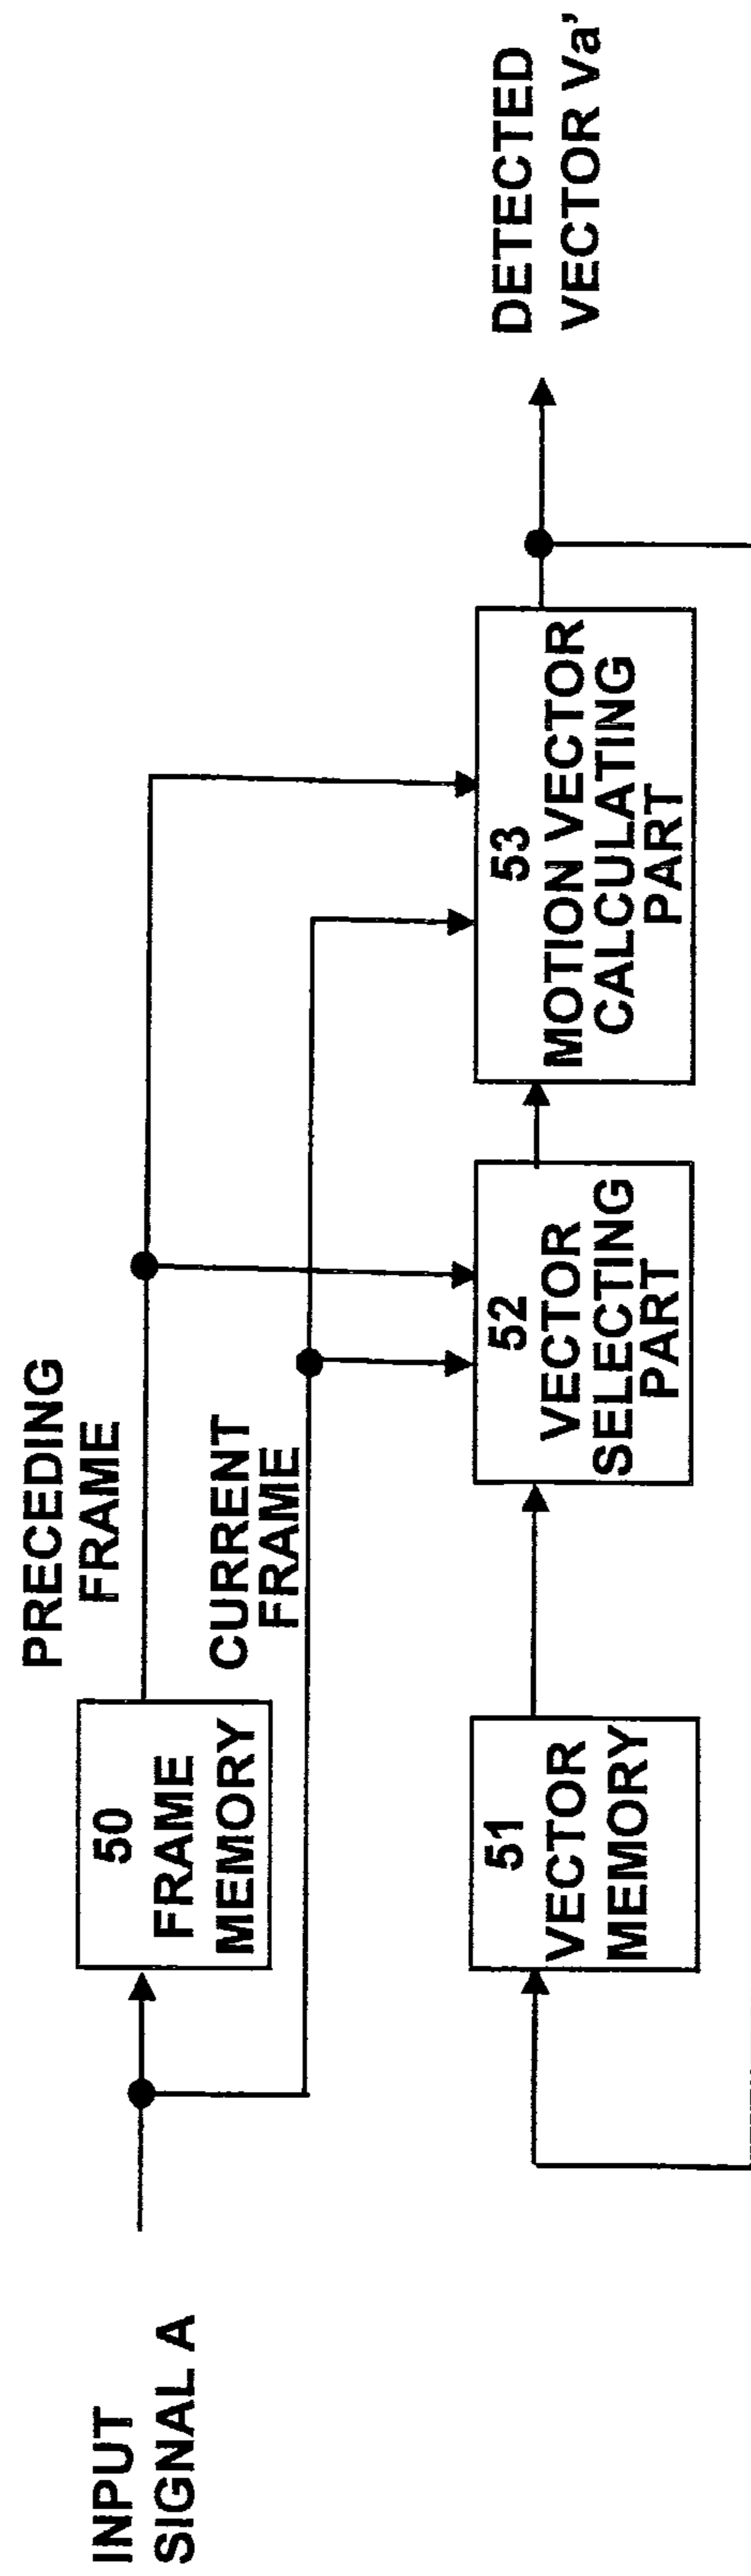 INPUT
SIGNAL A
50
FRAME
MEMORY
PRECEDING
FRAME
CURRENT
FRAME
51
VECTOR
MEMORY
52
VECTOR
SELECTING
PART
53
MOTION VECTOR
CALCULATING
PART
DETECTED
VECTOR Va'